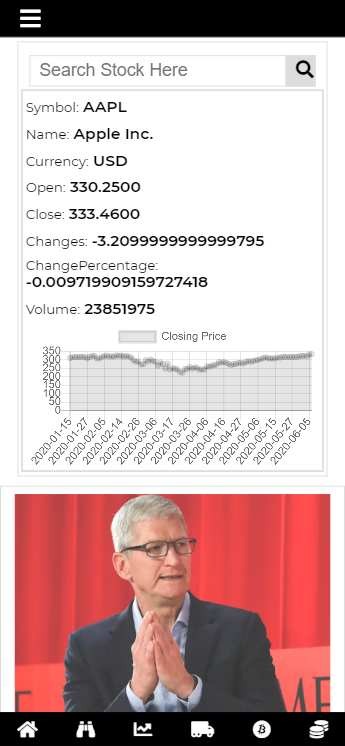 Search Stock Here
Symbol: AAPL
Name: Apple Inc.
Currency: USD
Open: 330.2500
Close: 333.4600
Changes: -3.2099999999999795
ChangePercentage:
-0.009719909159727418
Volume: 23851975
Closing Price
350
300
250
200
150
100
50
0
2020-01-15
2020-01-27
2020-02-05
2020-02-14
2020-02-26
2020-03-06
2020-03-17
2020-03-26
2020-04-06
2020-04-16
2020-04-27
2020-05-06
2020-05-15
2020-05-27
2020-06-05